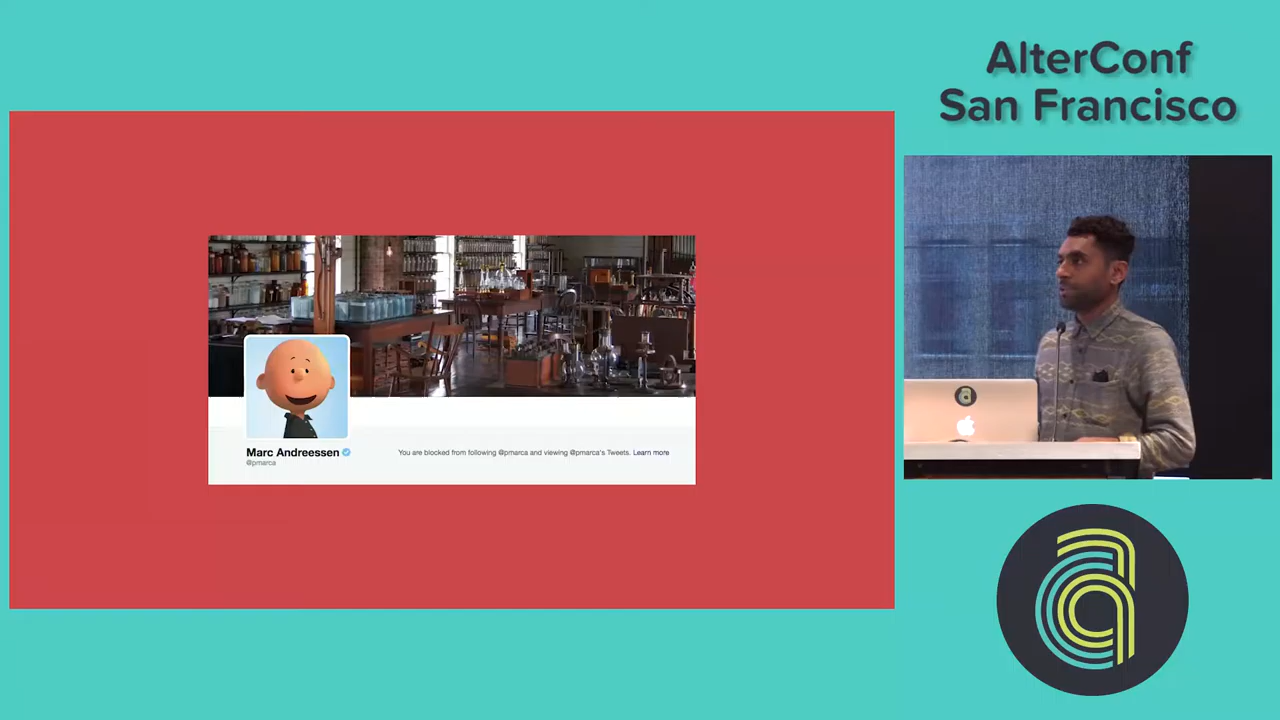 AlterConf
San Francisco
Marc Andreessen
@pmarca
You are blocked from following @pmarca and viewing @pmarca's Tweets. Learn more